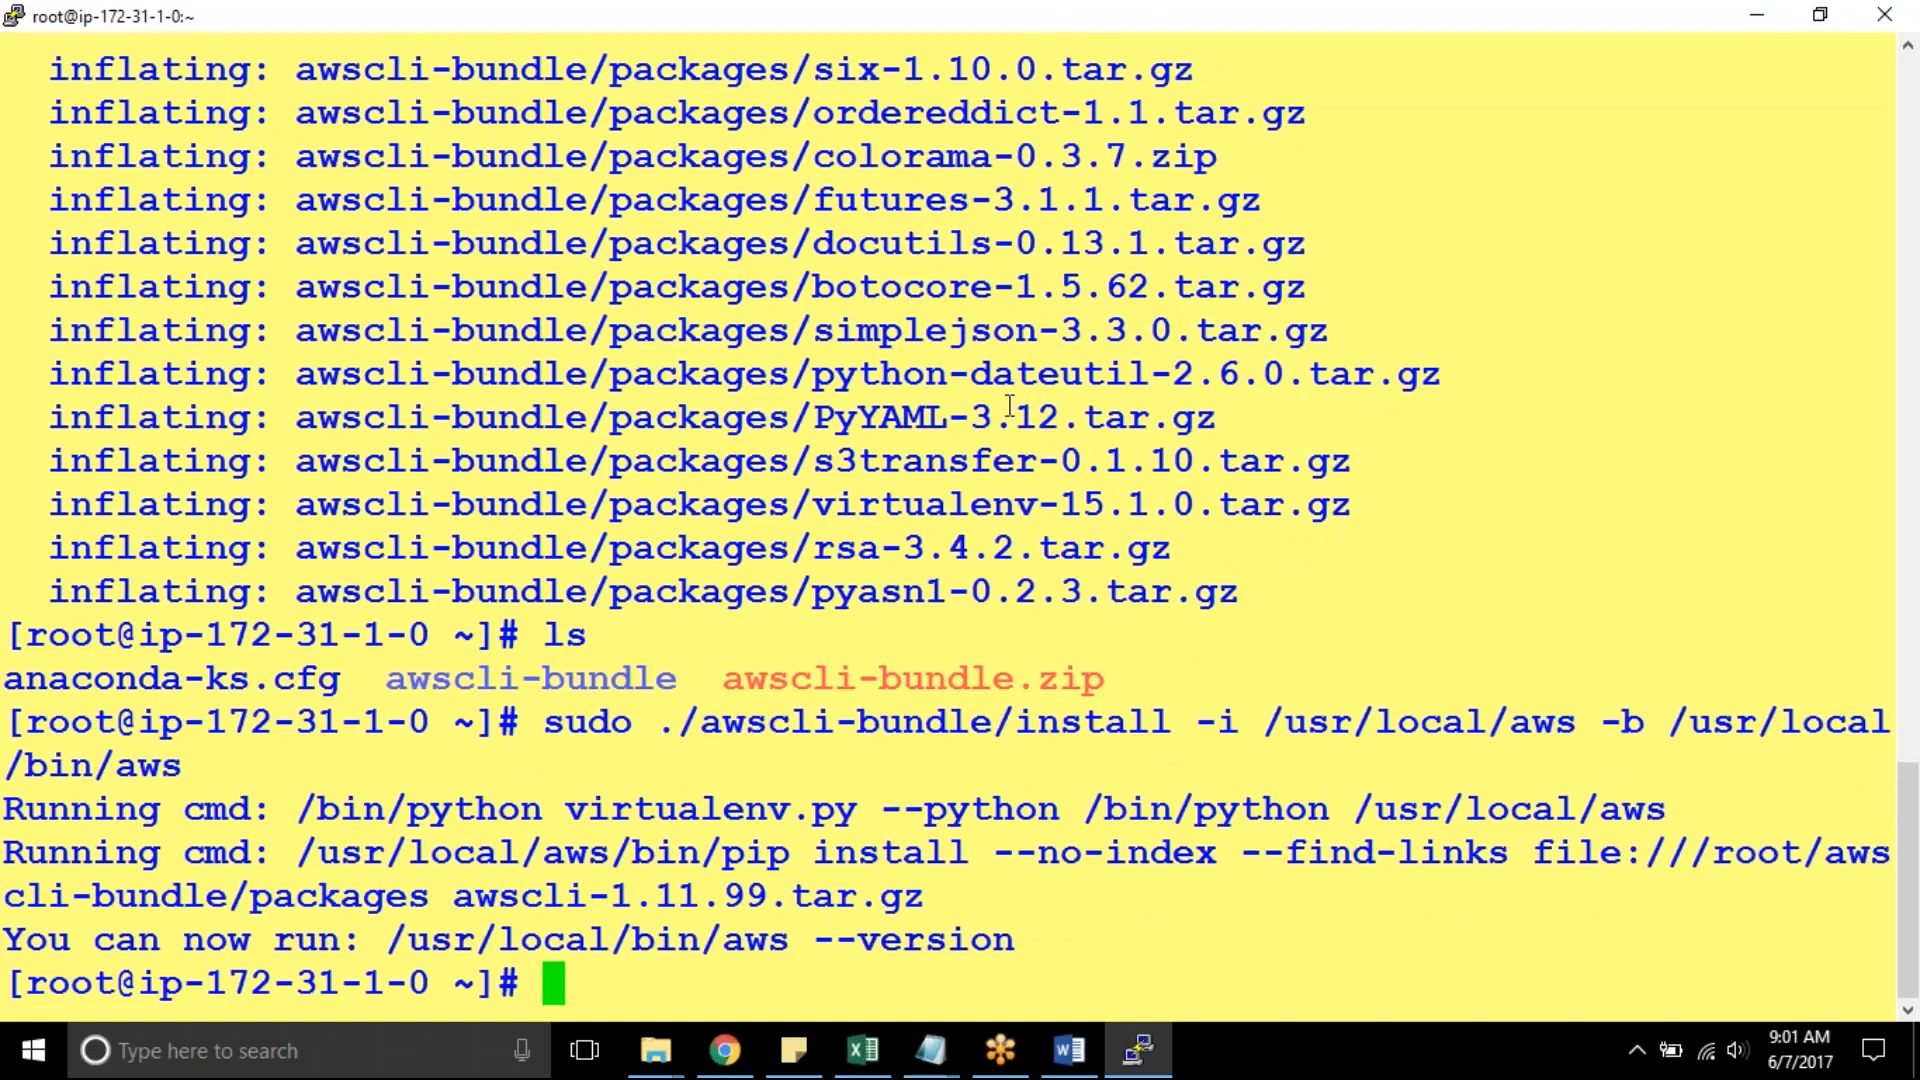 root@ip-172-31-1-0:~
inflating: awscli-bundle/packages/six-1.10.0.tar.gz
inflating: awscli-bundle/packages/ordereddict-1.1.tar.gz
inflating: awscli-bundle/packages/colorama-0.3.7.zip
inflating: awscli-bundle/packages/futures-3.1.1.tar.gz
inflating: awscli-bundle/packages/docutils-0.13.1.tar.gz
inflating: awscli-bundle/packages/botocore-1.5.62.tar.gz
inflating: awscli-bundle/packages/simplejson-3.3.0.tar.gz
inflating: awscli-bundle/packages/python-dateutil-2.6.0.tar.gz
inflating: awscli-bundle/packages/PyYAML-3.12.tar.gz
inflating: awscli-bundle/packages/s3transfer-0.1.10.tar.gz
inflating: awscli-bundle/packages/virtualenv-15.1.0.tar.gz
inflating: awscli-bundle/packages/rsa-3.4.2.tar.gz
inflating: awscli-bundle/packages/pyasn1-0.2.3.tar.gz
[root@ip-172-31-1-0 ~]# ls
anaconda-ks.cfg  awscli-bundle  awscli-bundle.zip
[root@ip-172-31-1-0 ~]# sudo ./awscli-bundle/install -i /usr/local/aws -b /usr/local
/bin/aws
Running cmd: /bin/python virtualenv.py --python /bin/python /usr/local/aws
Running cmd: /usr/local/aws/bin/pip install --no-index --find-links file:///root/aws
cli-bundle/packages awscli-1.11.99.tar.gz
You can now run: /usr/local/bin/aws --version
[root@ip-172-31-1-0 ~]#
Type here to search
9:01 AM
6/7/2017